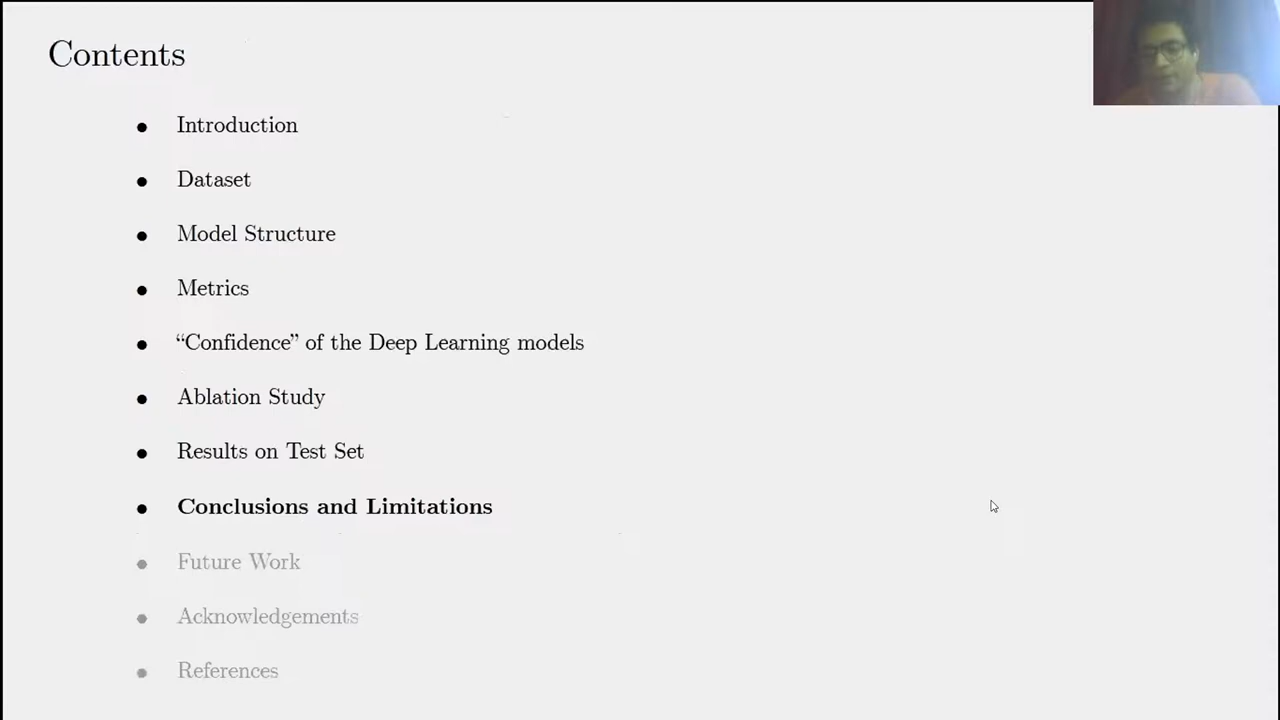 Contents
● Introduction
● Dataset
● Model Structure
● Metrics
● “Confidence” of the Deep Learning models
● Ablation Study
● Results on Test Set
● Conclusions and Limitations
● Future Work
● Acknowledgements
● References